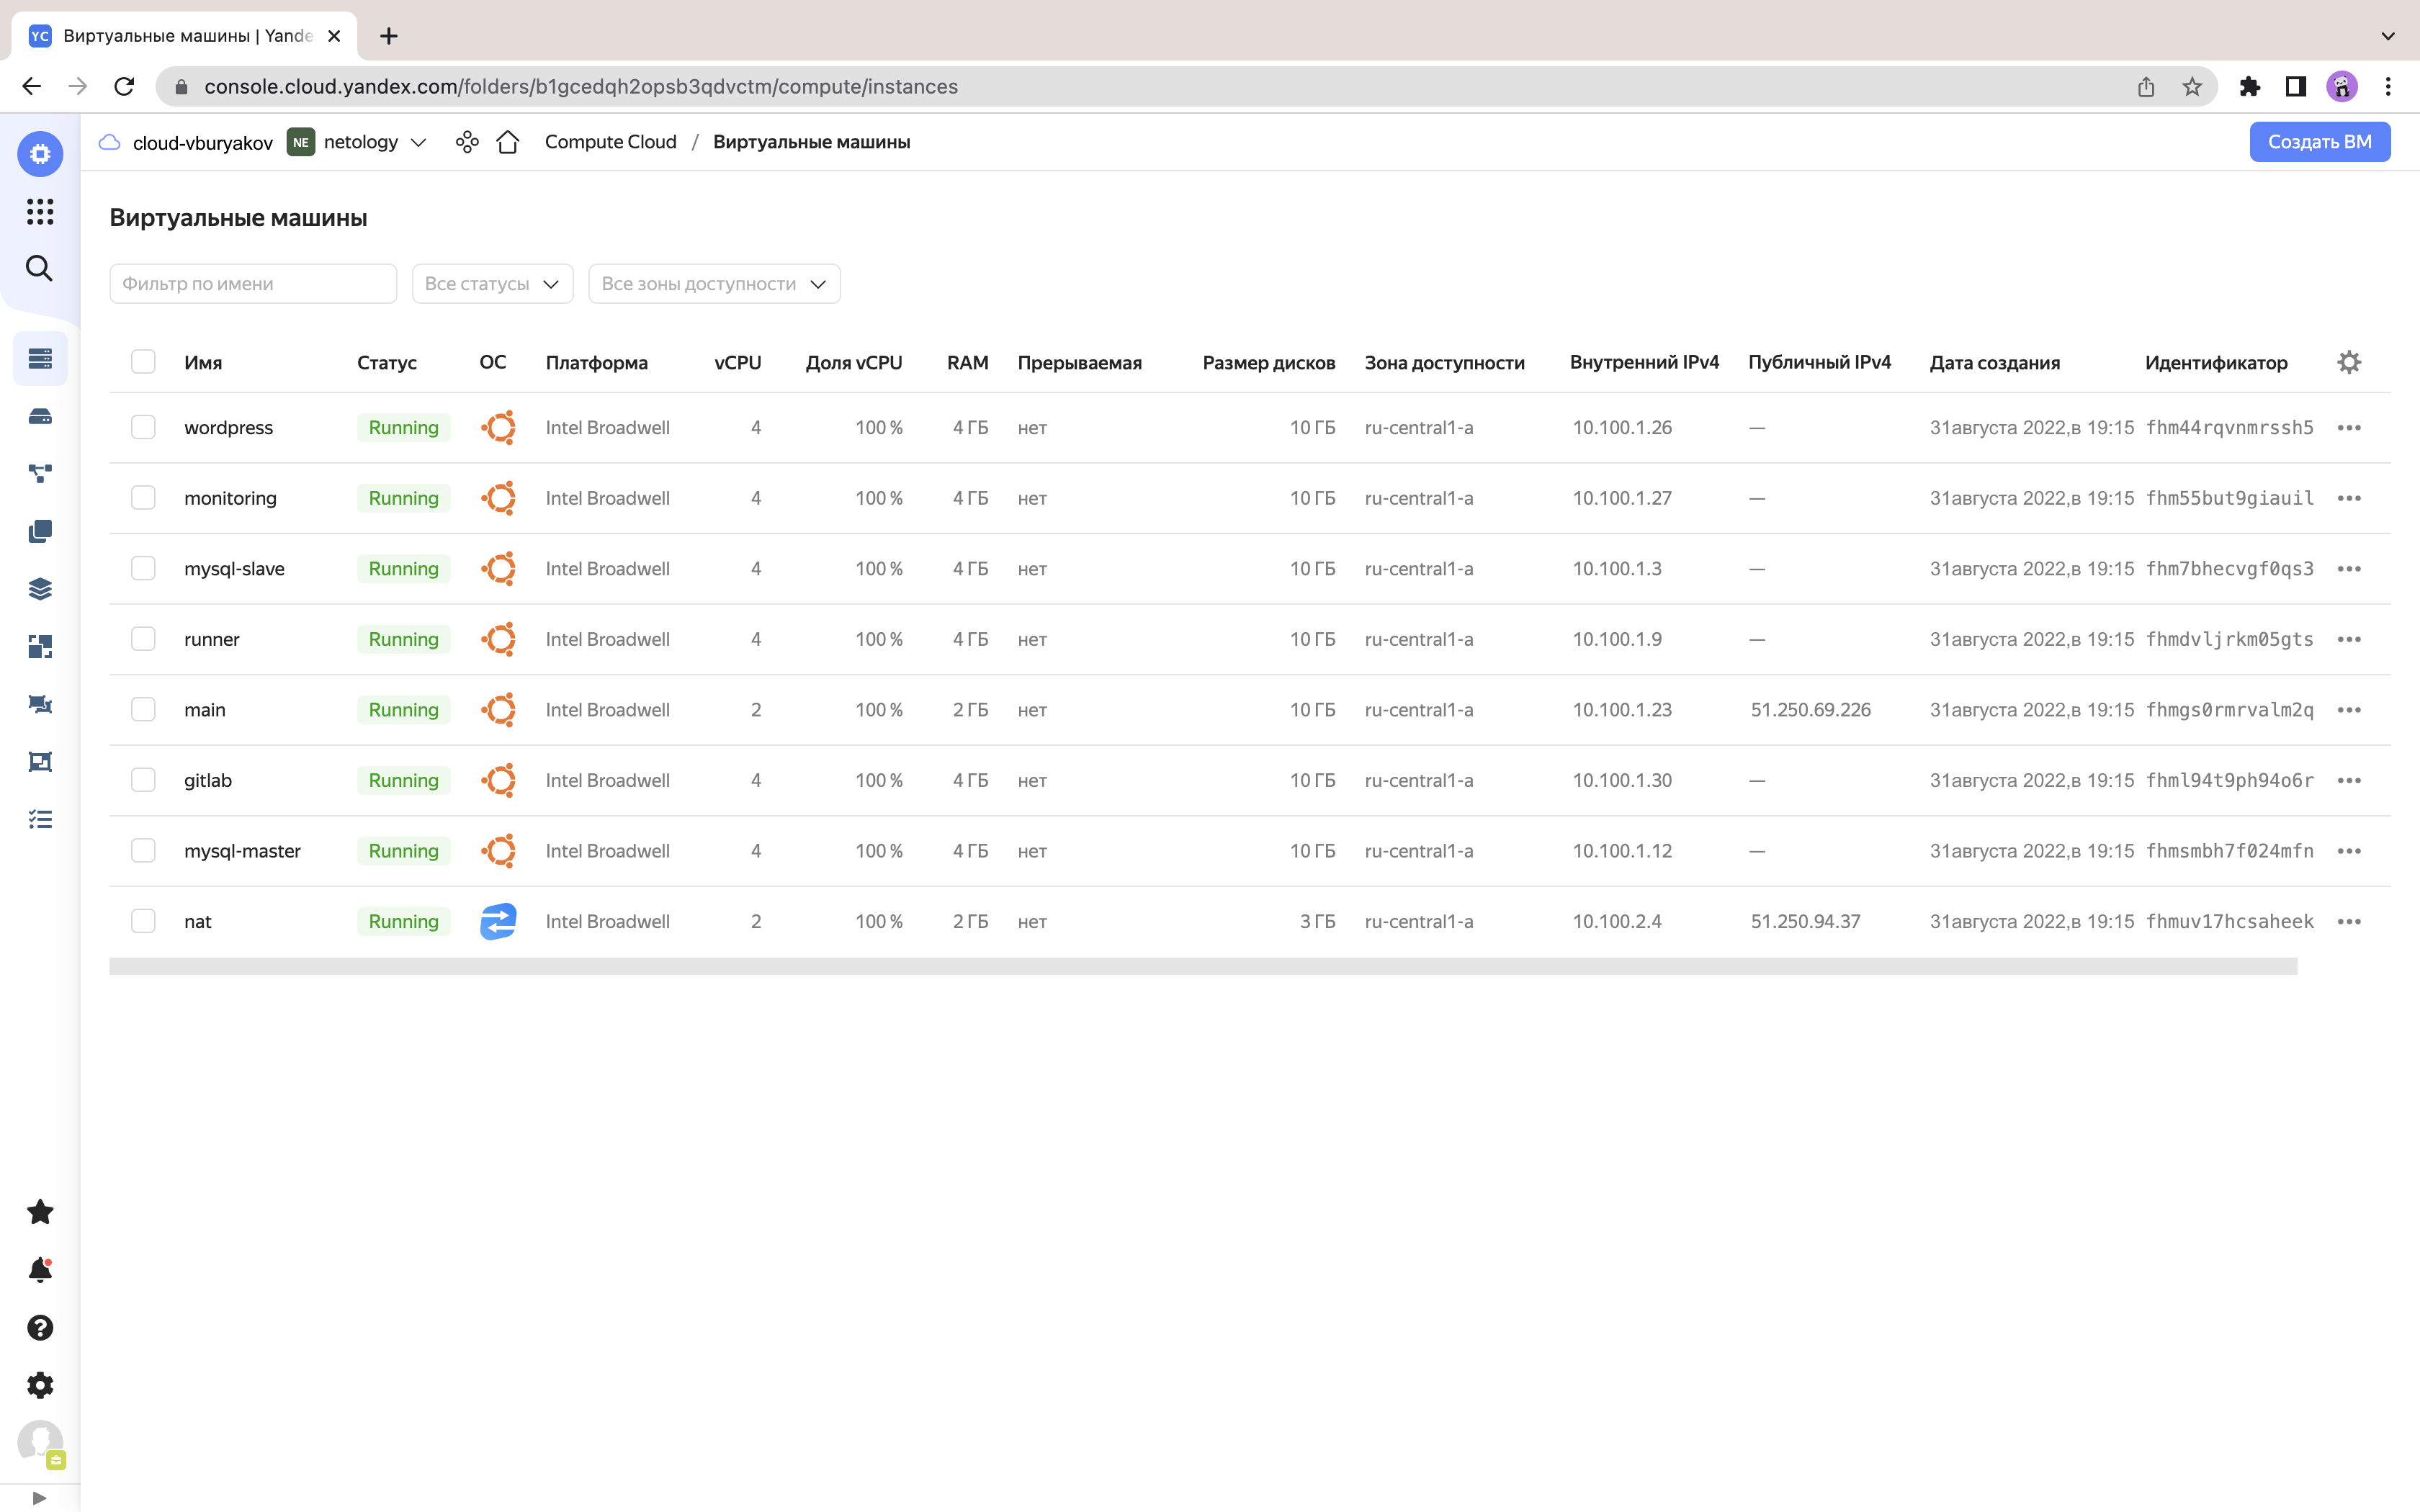 YC Виртуальные машины | Yande
console.cloud.yandex.com/folders/b1gcedqh2opsb3qdvctm/compute/instances
cloud-vburyakov NE netology Compute Cloud / Виртуальные машины Создать ВМ
Виртуальные машины
Фильтр по имени Все статусы Все зоны доступности
Имя Статус ОС Платформа vCPU Доля vCPU RAM Прерываемая Размер дисков Зона доступности Внутренний IPv4 Публичный IPv4 Дата создания Идентификатор
wordpress Running Intel Broadwell 4 100 % 4 ГБ нет 10 ГБ ru-central1-a 10.100.1.26 — 31августа 2022,в 19:15 fhm44rqvnmrssh5
monitoring Running Intel Broadwell 4 100 % 4 ГБ нет 10 ГБ ru-central1-a 10.100.1.27 — 31августа 2022,в 19:15 fhm55but9giauil
mysql-slave Running Intel Broadwell 4 100 % 4 ГБ нет 10 ГБ ru-central1-a 10.100.1.3 — 31августа 2022,в 19:15 fhm7bhecvgf0qs3
runner Running Intel Broadwell 4 100 % 4 ГБ нет 10 ГБ ru-central1-a 10.100.1.9 — 31августа 2022,в 19:15 fhmdvljrkm05gts
main Running Intel Broadwell 2 100 % 2 ГБ нет 10 ГБ ru-central1-a 10.100.1.23 51.250.69.226 31августа 2022,в 19:15 fhmgs0rmrvalm2q
gitlab Running Intel Broadwell 4 100 % 4 ГБ нет 10 ГБ ru-central1-a 10.100.1.30 — 31августа 2022,в 19:15 fhml94t9ph94o6r
mysql-master Running Intel Broadwell 4 100 % 4 ГБ нет 10 ГБ ru-central1-a 10.100.1.12 — 31августа 2022,в 19:15 fhmsmbh7f024mfn
nat Running Intel Broadwell 2 100 % 2 ГБ нет 3 ГБ ru-central1-a 10.100.2.4 51.250.94.37 31августа 2022,в 19:15 fhmuv17hcsaheek